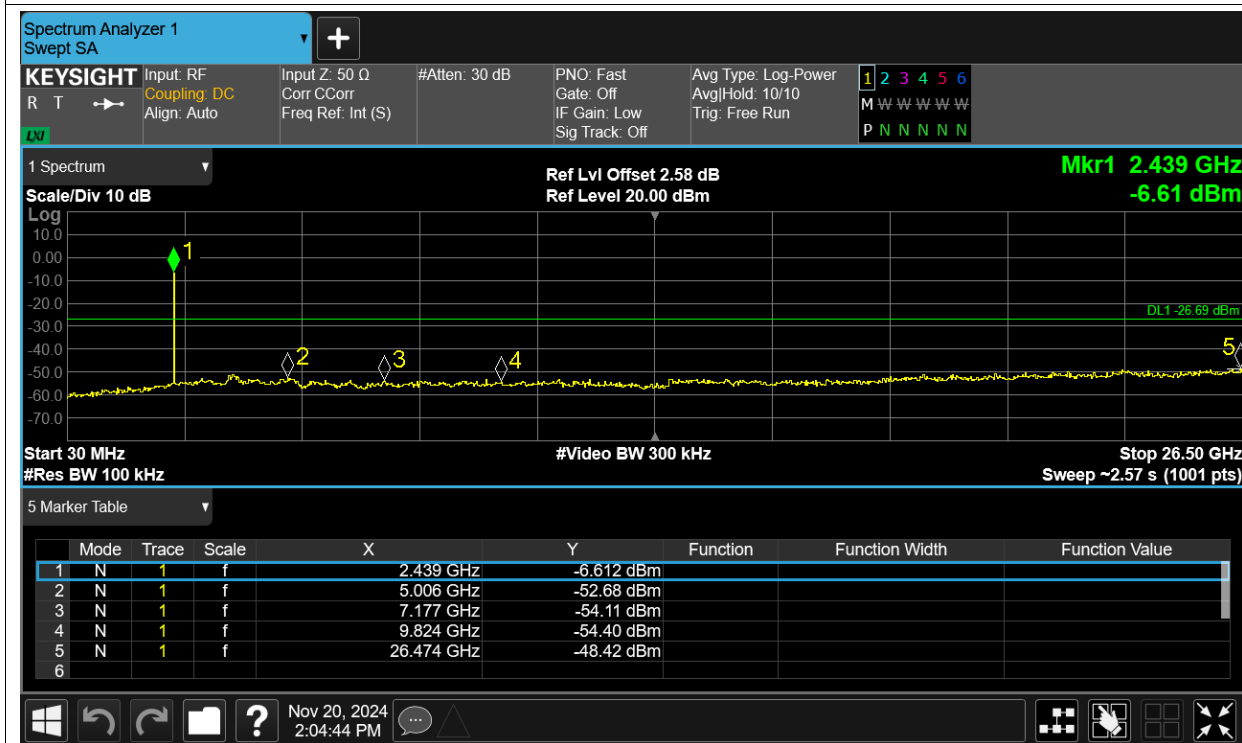 Spectrum Analyzer 1
Swept SA
+
KEYSIGHT
R T
LXI
Input: RF
Coupling: DC
Align: Auto
Input Z: 50 Ω
Corr CCorr
Freq Ref: Int (S)
#Atten: 30 dB
PNO: Fast
Gate: Off
IF Gain: Low
Sig Track: Off
Avg Type: Log-Power
Avg|Hold: 10/10
Trig: Free Run
1 2 3 4 5 6
M W W W W W
P N N N N N
1 Spectrum
Scale/Div 10 dB
Ref Lvl Offset 2.58 dB
Ref Level 20.00 dBm
Mkr1 2.439 GHz
-6.61 dBm
Log
10.0
0.00
-10.0
-20.0
-30.0
-40.0
-50.0
-60.0
-70.0
1
2
3
4
5
DL1 -26.69 dBm
Start 30 MHz
#Video BW 300 kHz
Stop 26.50 GHz
#Res BW 100 kHz
Sweep ~2.57 s (1001 pts)
5 Marker Table
Mode Trace Scale X Y Function Function Width Function Value
1 N 1 f 2.439 GHz -6.612 dBm
2 N 1 f 5.006 GHz -52.68 dBm
3 N 1 f 7.177 GHz -54.11 dBm
4 N 1 f 9.824 GHz -54.40 dBm
5 N 1 f 26.474 GHz -48.42 dBm
6
?
Nov 20, 2024
2:04:44 PM